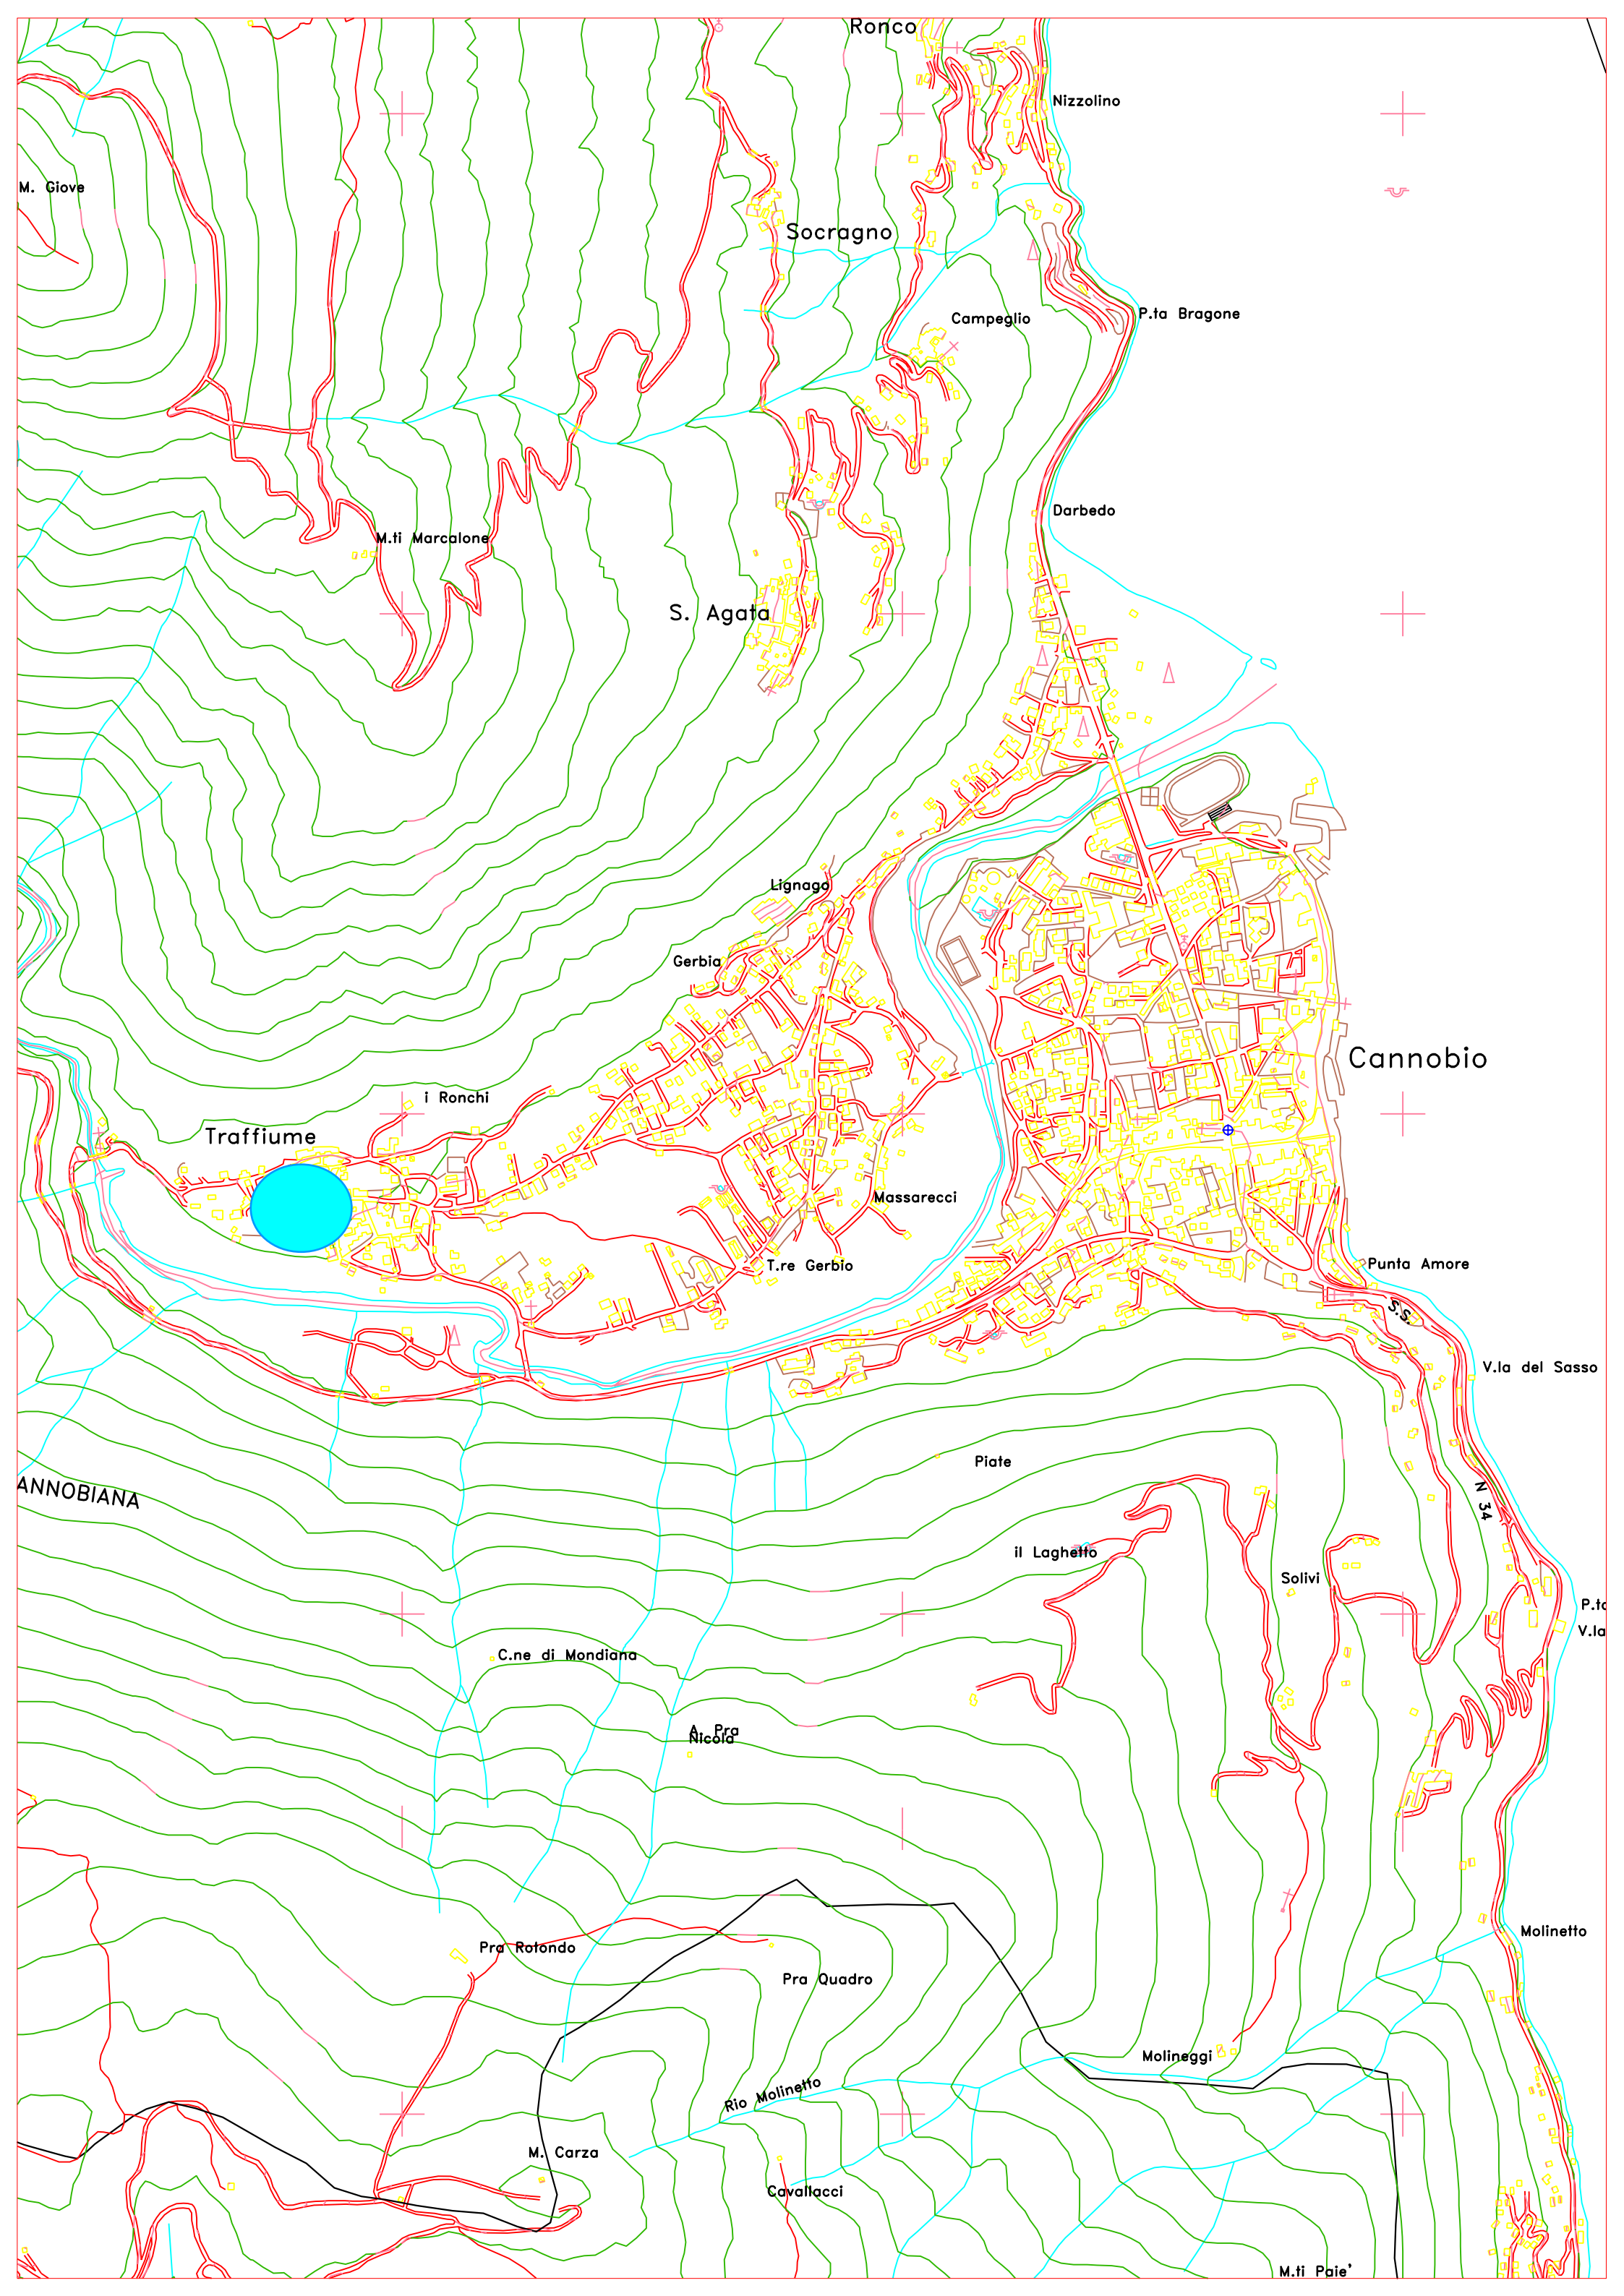 Ronco
Nizzolino
M. Giove
Socragno
P.ta Bragone
Campeglio
Darbedo
M.ti Marcalone
S. Agata
Lignago
Gerbia
Cannobio
i Ronchi
Traffiume
Massarecci
T.re Gerbio
Punta Amore
S.S.
V.la del Sasso
Piate
ANNOBIANA
N 34
il Laghetto
Solivi
P.ta
V.la
C.ne di Mondiana
A. Pra
Nicola
Molinetto
Pra Rotondo
Pra Quadro
Molineggi
Rio Molinetto
M. Carza
Cavallacci
M.ti Paie'